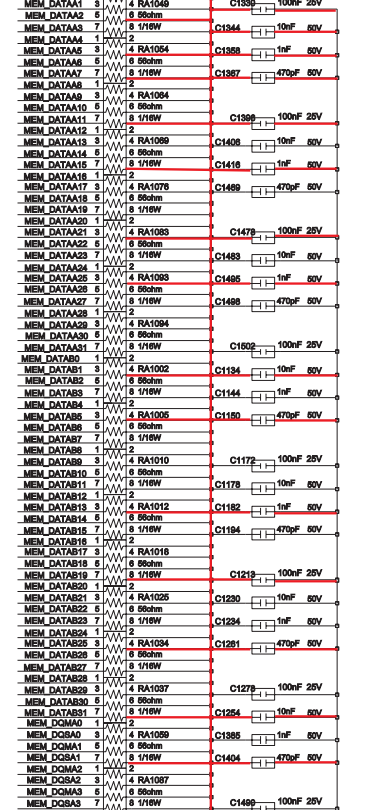 MEM_DATAA1 3 4 RA1049 C1339 100nF 25V
MEM_DATAA2 5 6 56ohm
MEM_DATAA3 7 8 1/16W C1344 10nF 50V
MEM_DATAA4 1 2
MEM_DATAA5 3 4 RA1054 C1358 1nF 50V
MEM_DATAA6 5 6 56ohm
MEM_DATAA7 7 8 1/16W C1367 470pF 50V
MEM_DATAA8 1 2
MEM_DATAA9 3 4 RA1064
MEM_DATAA10 5 6 56ohm
MEM_DATAA11 7 8 1/16W C1396 100nF 25V
MEM_DATAA12 1 2
MEM_DATAA13 3 4 RA1069 C1406 10nF 50V
MEM_DATAA14 5 6 56ohm
MEM_DATAA15 7 8 1/16W C1416 1nF 50V
MEM_DATAA16 1 2
MEM_DATAA17 3 4 RA1076 C1469 470pF 50V
MEM_DATAA18 5 6 56ohm
MEM_DATAA19 7 8 1/16W
MEM_DATAA20 1 2
MEM_DATAA21 3 4 RA1083 C1478 100nF 25V
MEM_DATAA22 5 6 56ohm
MEM_DATAA23 7 8 1/16W C1483 10nF 50V
MEM_DATAA24 1 2
MEM_DATAA25 3 4 RA1093 C1495 1nF 50V
MEM_DATAA26 5 6 56ohm
MEM_DATAA27 7 8 1/16W C1498 470pF 50V
MEM_DATAA28 1 2
MEM_DATAA29 3 4 RA1094
MEM_DATAA30 5 6 56ohm
MEM_DATAA31 7 8 1/16W C1502 100nF 25V
MEM_DATAB0 1 2
MEM_DATAB1 3 4 RA1002 C1134 10nF 50V
MEM_DATAB2 5 6 56ohm
MEM_DATAB3 7 8 1/16W C1144 1nF 50V
MEM_DATAB4 1 2
MEM_DATAB5 3 4 RA1005 C1150 470pF 50V
MEM_DATAB6 5 6 56ohm
MEM_DATAB7 7 8 1/16W
MEM_DATAB8 1 2
MEM_DATAB9 3 4 RA1010 C1172 100nF 25V
MEM_DATAB10 5 6 56ohm
MEM_DATAB11 7 8 1/16W C1178 10nF 50V
MEM_DATAB12 1 2
MEM_DATAB13 3 4 RA1012 C1182 1nF 50V
MEM_DATAB14 5 6 56ohm
MEM_DATAB15 7 8 1/16W C1194 470pF 50V
MEM_DATAB16 1 2
MEM_DATAB17 3 4 RA1016
MEM_DATAB18 5 6 56ohm
MEM_DATAB19 7 8 1/16W C1213 100nF 25V
MEM_DATAB20 1 2
MEM_DATAB21 3 4 RA1025 C1230 10nF 50V
MEM_DATAB22 5 6 56ohm
MEM_DATAB23 7 8 1/16W C1234 1nF 50V
MEM_DATAB24 1 2
MEM_DATAB25 3 4 RA1034 C1261 470pF 50V
MEM_DATAB26 5 6 56ohm
MEM_DATAB27 7 8 1/16W
MEM_DATAB28 1 2
MEM_DATAB29 3 4 RA1037 C1278 100nF 25V
MEM_DATAB30 5 6 56ohm
MEM_DATAB31 7 8 1/16W C1254 10nF 50V
MEM_DQMA0 1 2
MEM_DQSA0 3 4 RA1059 C1385 1nF 50V
MEM_DQMA1 5 6 56ohm
MEM_DQSA1 7 8 1/16W C1404 470pF 50V
MEM_DQMA2 1 2
MEM_DQSA2 3 4 RA1087
MEM_DQMA3 5 6 56ohm
MEM_DQSA3 7 8 1/16W C1499 100nF 25V